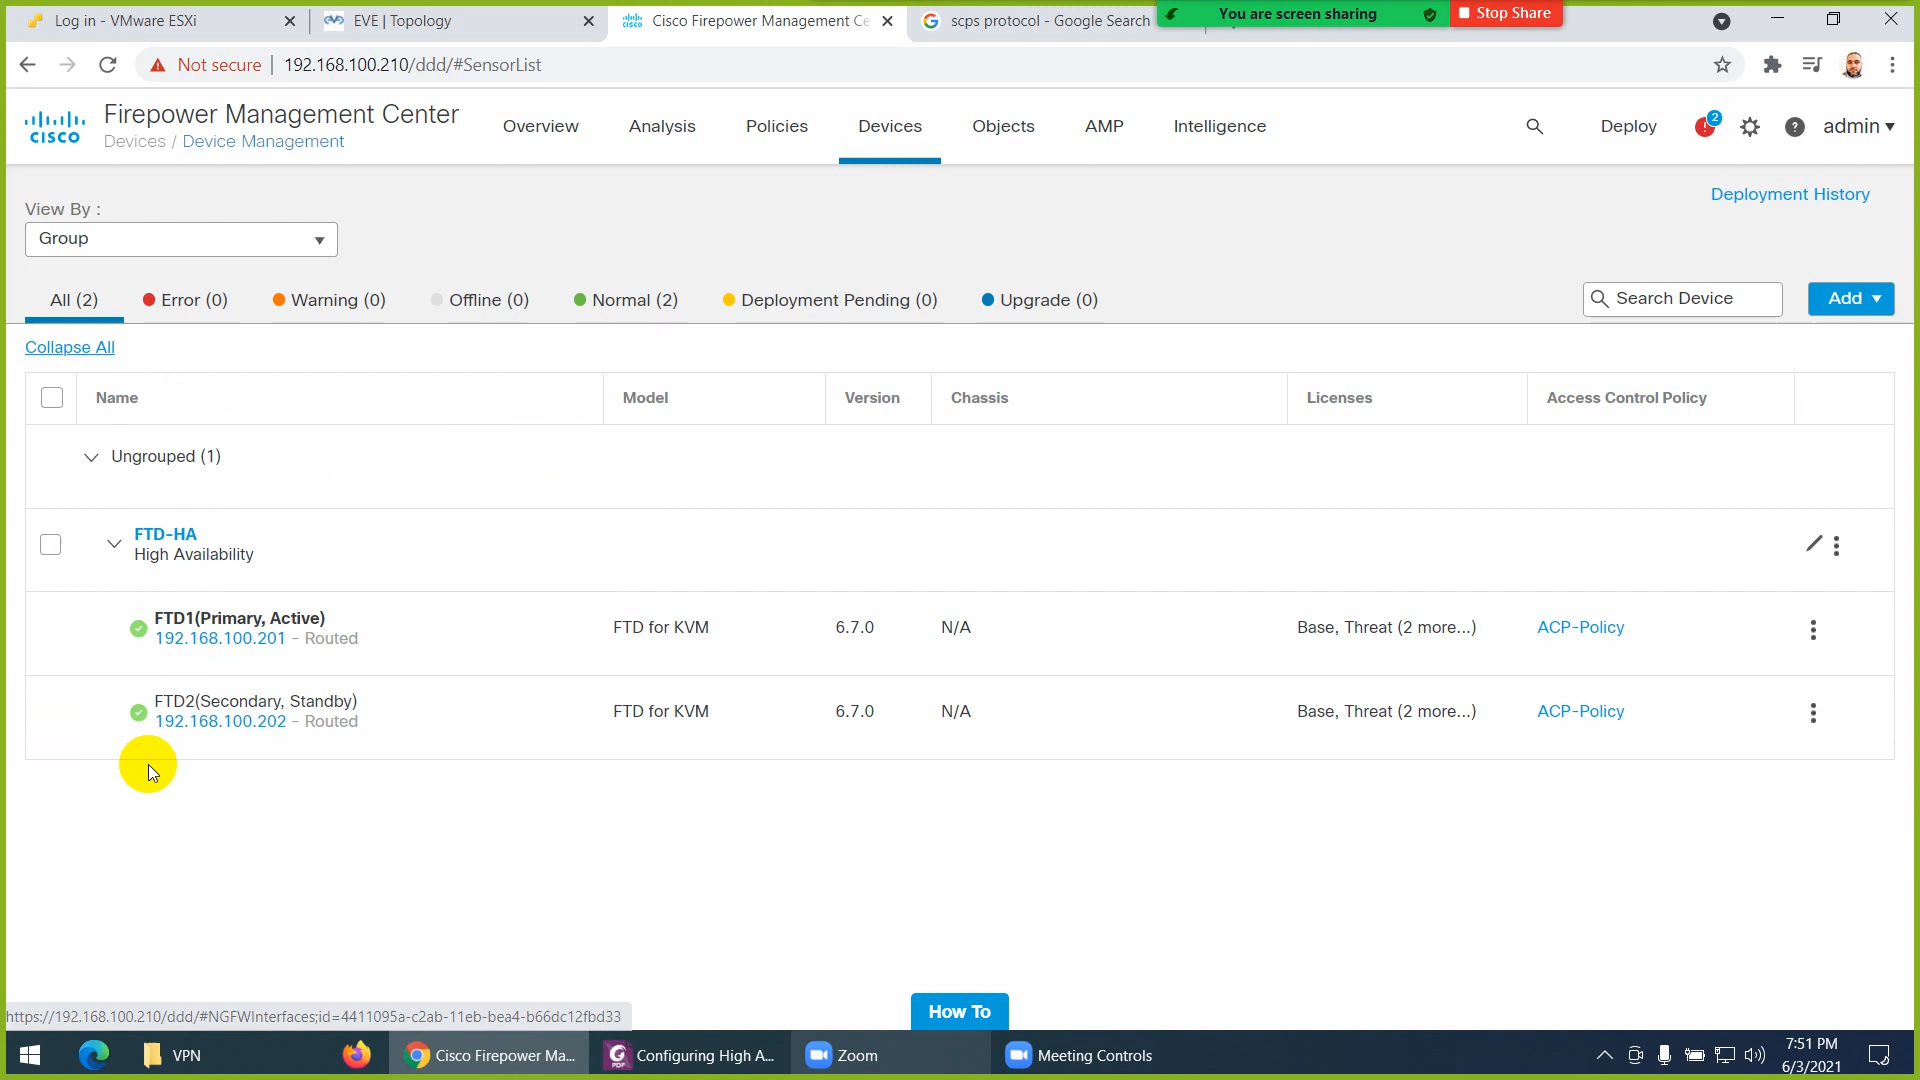 Log in - VMware ESXi
EVE | Topology
Cisco Firepower Management Ce
scps protocol - Google Search
You are screen sharing
Stop Share
Not secure
192.168.100.210/ddd/#SensorList
cisco
Firepower Management Center
Devices / Device Management
Overview
Analysis
Policies
Devices
Objects
AMP
Intelligence
Deploy
2
admin
Deployment History
View By :
Group
All (2)
Error (0)
Warning (0)
Offline (0)
Normal (2)
Deployment Pending (0)
Upgrade (0)
Search Device
Add
Collapse All
Name
Model
Version
Chassis
Licenses
Access Control Policy
Ungrouped (1)
FTD-HA
High Availability
FTD1(Primary, Active)
192.168.100.201 - Routed
FTD for KVM
6.7.0
N/A
Base, Threat (2 more...)
ACP-Policy
FTD2(Secondary, Standby)
192.168.100.202 - Routed
FTD for KVM
6.7.0
N/A
Base, Threat (2 more...)
ACP-Policy
How To
https://192.168.100.210/ddd/#NGFWInterfaces;id=4411095a-c2ab-11eb-bea4-b66dc12fbd33
VPN
Cisco Firepower Ma...
PDF
Configuring High A...
Zoom
Meeting Controls
7:51 PM
6/3/2021